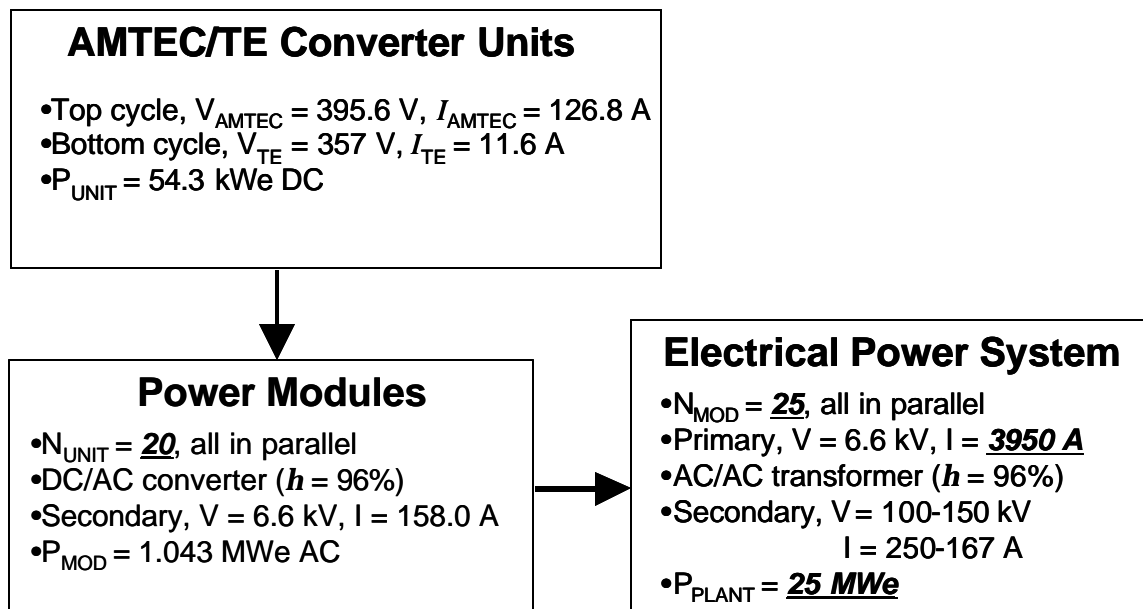 AMTEC/TE Converter Units
•Top cycle, V_AMTEC = 395.6 V, I_AMTEC = 126.8 A
•Bottom cycle, V_TE = 357 V, I_TE = 11.6 A
•P_UNIT = 54.3 kWe DC
Power Modules
•N_UNIT = 20, all in parallel
•DC/AC converter (h = 96%)
•Secondary, V = 6.6 kV, I = 158.0 A
•P_MOD = 1.043 MWe AC
Electrical Power System
•N_MOD = 25, all in parallel
•Primary, V = 6.6 kV, I = 3950 A
•AC/AC transformer (h = 96%)
•Secondary, V = 100-150 kV
I = 250-167 A
•P_PLANT = 25 MWe